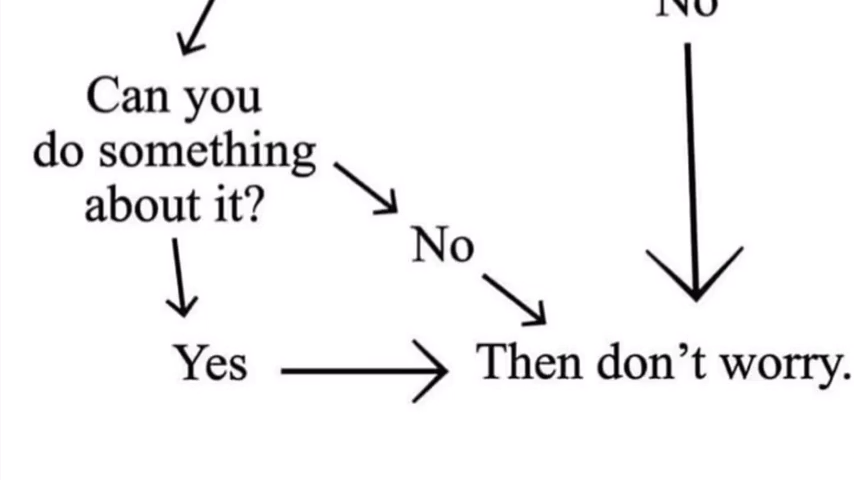 No
Can you
do something
about it?
No
Yes
Then don’t worry.